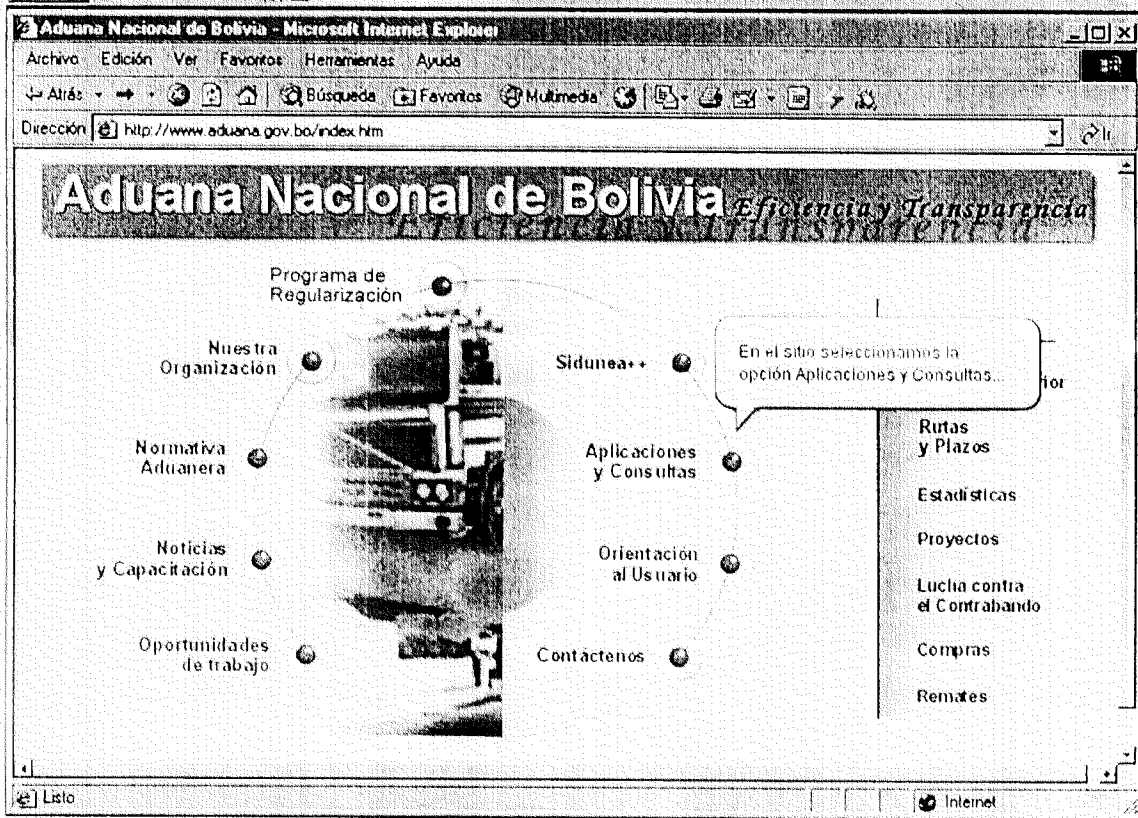 Aduana Nacional de Bolivia - Microsoft Internet Explorer
Archivo Edición Ver Favoritos Herramientas Ayuda
Atrás Búsqueda Favoritos Multimedia
Dirección http://www.aduana.gov.bo/index.htm Ir
Aduana Nacional de Bolivia Eficiencia y Transparencia
Eficiencia y Transparencia
Programa de
Regularización
Nuestra
Organización
Normativa
Aduanera
Noticias
y Capacitación
Oportunidades
de trabajo
Sidunea++
En el sitio seleccionamos la
opción Aplicaciones y Consultas...
Aplicaciones
y Consultas
Orientación
al Usuario
Contáctenos
Rutas
y Plazos
Estadísticas
Proyectos
Lucha contra
el Contrabando
Compras
Remates
Listo Internet